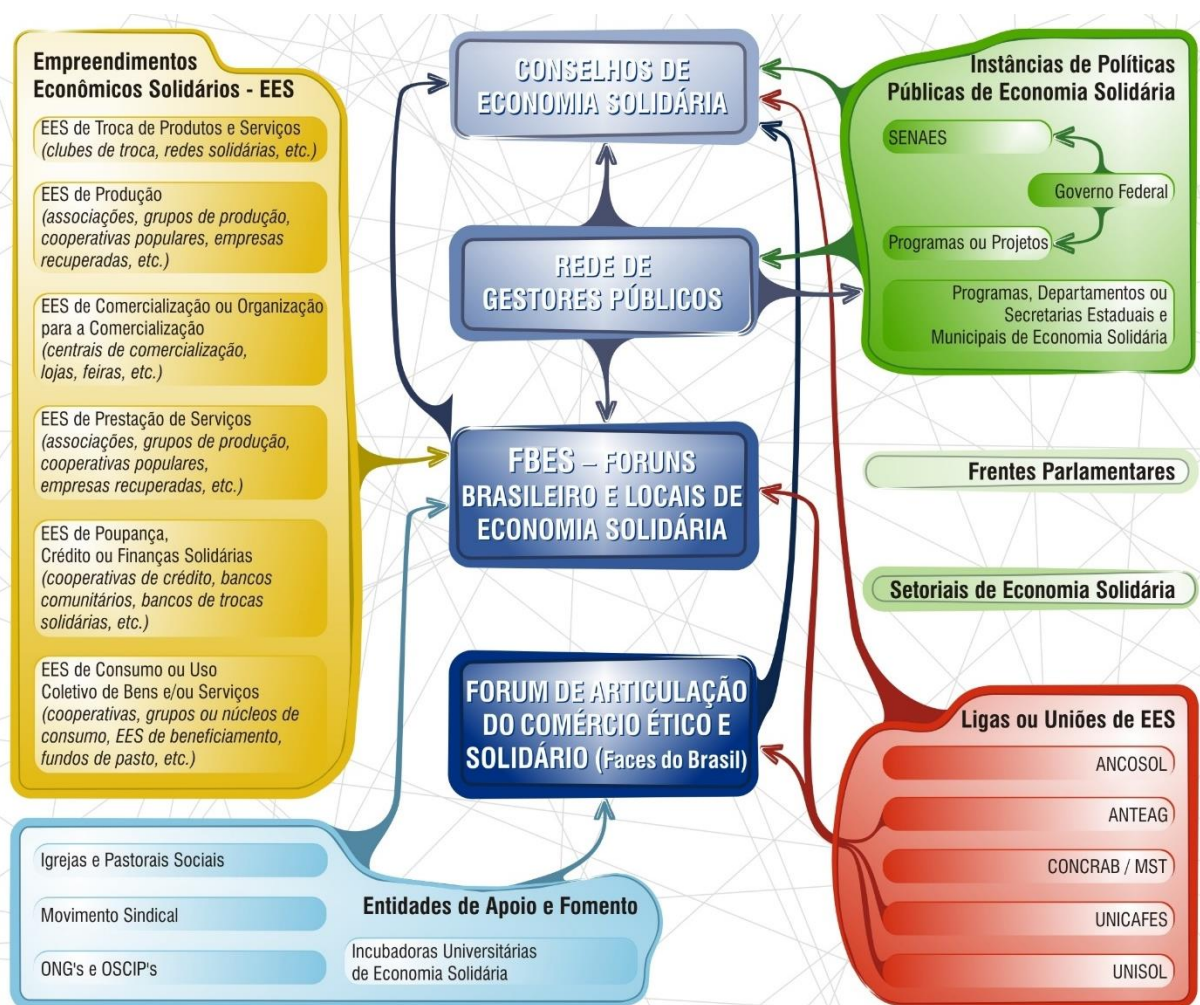 Empreendimentos
Econômicos Solidários - EES
EES de Troca de Produtos e Serviços
(clubes de troca, redes solidárias, etc.)
EES de Produção
(associações, grupos de produção,
cooperativas populares, empresas
recuperadas, etc.)
EES de Comercialização ou Organização
para a Comercialização
(centrais de comercialização,
lojas, feiras, etc.)
EES de Prestação de Serviços
(associações, grupos de produção,
cooperativas populares,
empresas recuperadas, etc.)
EES de Poupança,
Crédito ou Finanças Solidárias
(cooperativas de crédito, bancos
comunitários, bancos de trocas
solidárias, etc.)
EES de Consumo ou Uso
Coletivo de Bens e/ou Serviços
(cooperativas, grupos ou núcleos de
consumo, EES de beneficiamento,
fundos de pasto, etc.)
CONSELHOS DE
ECONOMIA SOLIDÁRIA
REDE DE
GESTORES PÚBLICOS
FBES – FORUNS
BRASILEIRO E LOCAIS DE
ECONOMIA SOLIDÁRIA
FORUM DE ARTICULAÇÃO
DO COMÉRCIO ÉTICO E
SOLIDÁRIO (Faces do Brasil)
Instâncias de Políticas
Públicas de Economia Solidária
SENAES
Governo Federal
Programas ou Projetos
Programas, Departamentos ou
Secretarias Estaduais e
Municipais de Economia Solidária
Frentes Parlamentares
Setoriais de Economia Solidária
Ligas ou Uniões de EES
ANCOSOL
ANTEAG
CONCRAB / MST
UNICAFES
UNISOL
Igrejas e Pastorais Sociais
Movimento Sindical
ONG's e OSCIP's
Entidades de Apoio e Fomento
Incubadoras Universitárias
de Economia Solidária